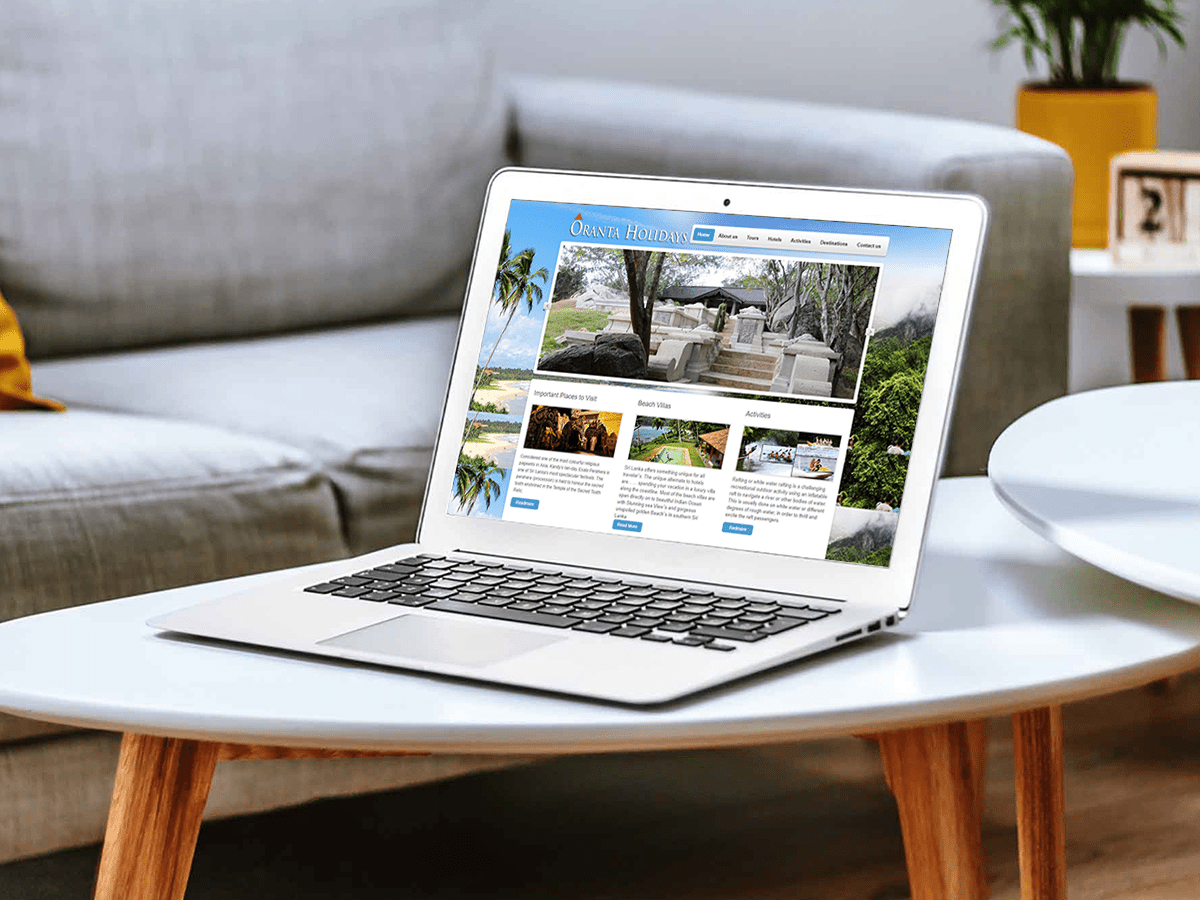 ORANTA HOLIDAYS
Home About us Tours Hotels Activities Destinations Contact us
Important Places to Visit
Considered one of the most colourful religious
pageants in Asia, Kandy's ten-day Esala Perahera is
one of Sri Lanka's most spectacular festivals. The
perahera (procession) is held to honour the sacred
tooth enshrined in the Temple of the Sacred Tooth
Relic.
Readmore
Beach Villas
Sri Lanka offers something unique for all
traveler's. The unique alternate to hotels
are ..... spending your vacation in a luxury villa
along the coastline. Most of the beach villas are
open directly on to beautiful Indian Ocean
with Stunning sea View's and gorgeous
unspoiled golden Beach's in southern Sri
Lanka.
Read More
Activities
Rafting or white water rafting is a challenging
recreational outdoor activity using an inflatable
raft to navigate a river or other bodies of water.
This is usually done on white water or different
degrees of rough water, in order to thrill and
excite the raft passengers.
Redmore
2